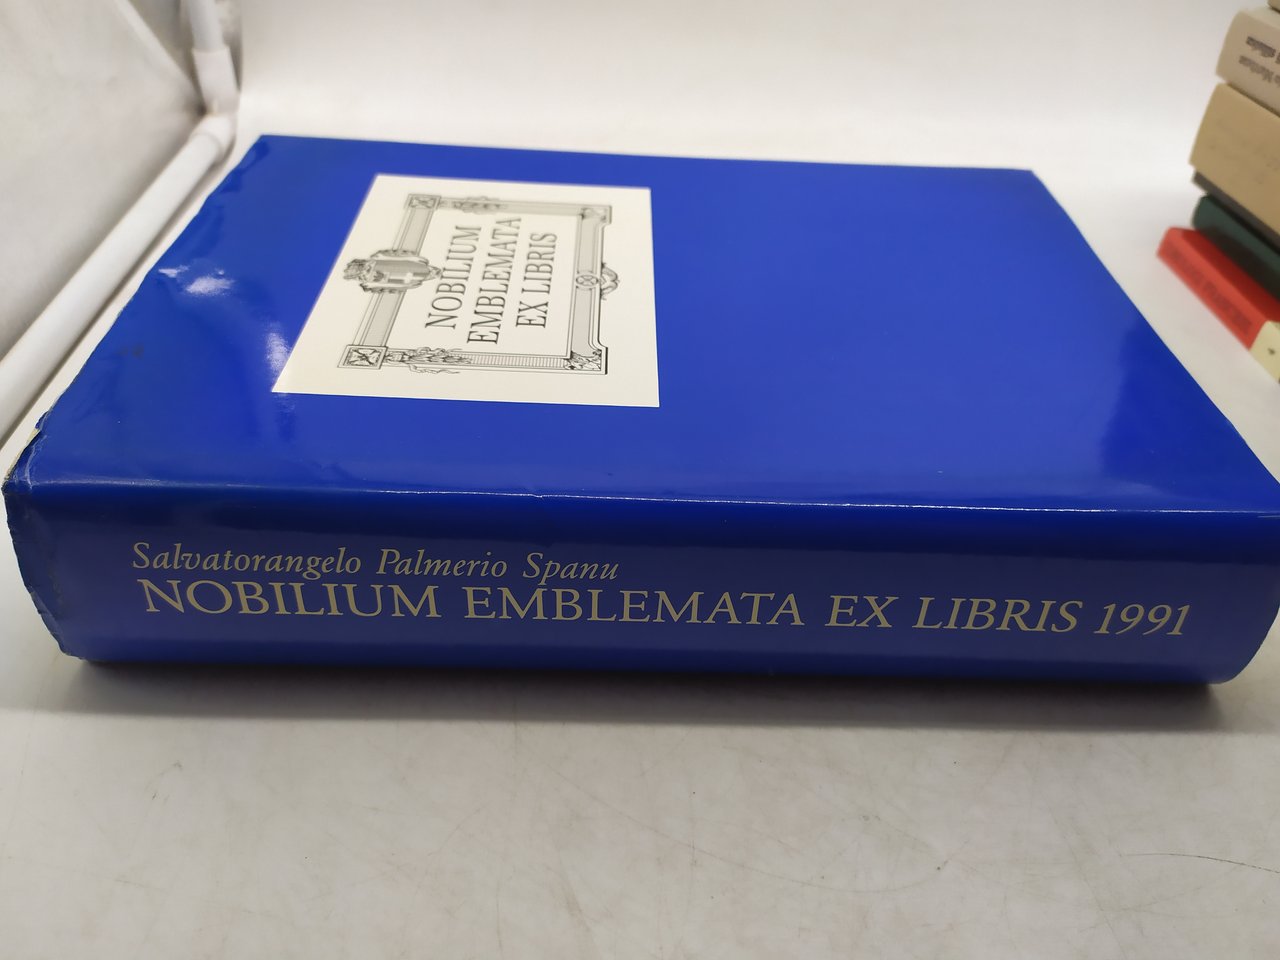 NOBILIUM
EMBLEMATA
EX LIBRIS
Salvatorangelo Palmerio Spanu
NOBILIUM EMBLEMATA EX LIBRIS 1991